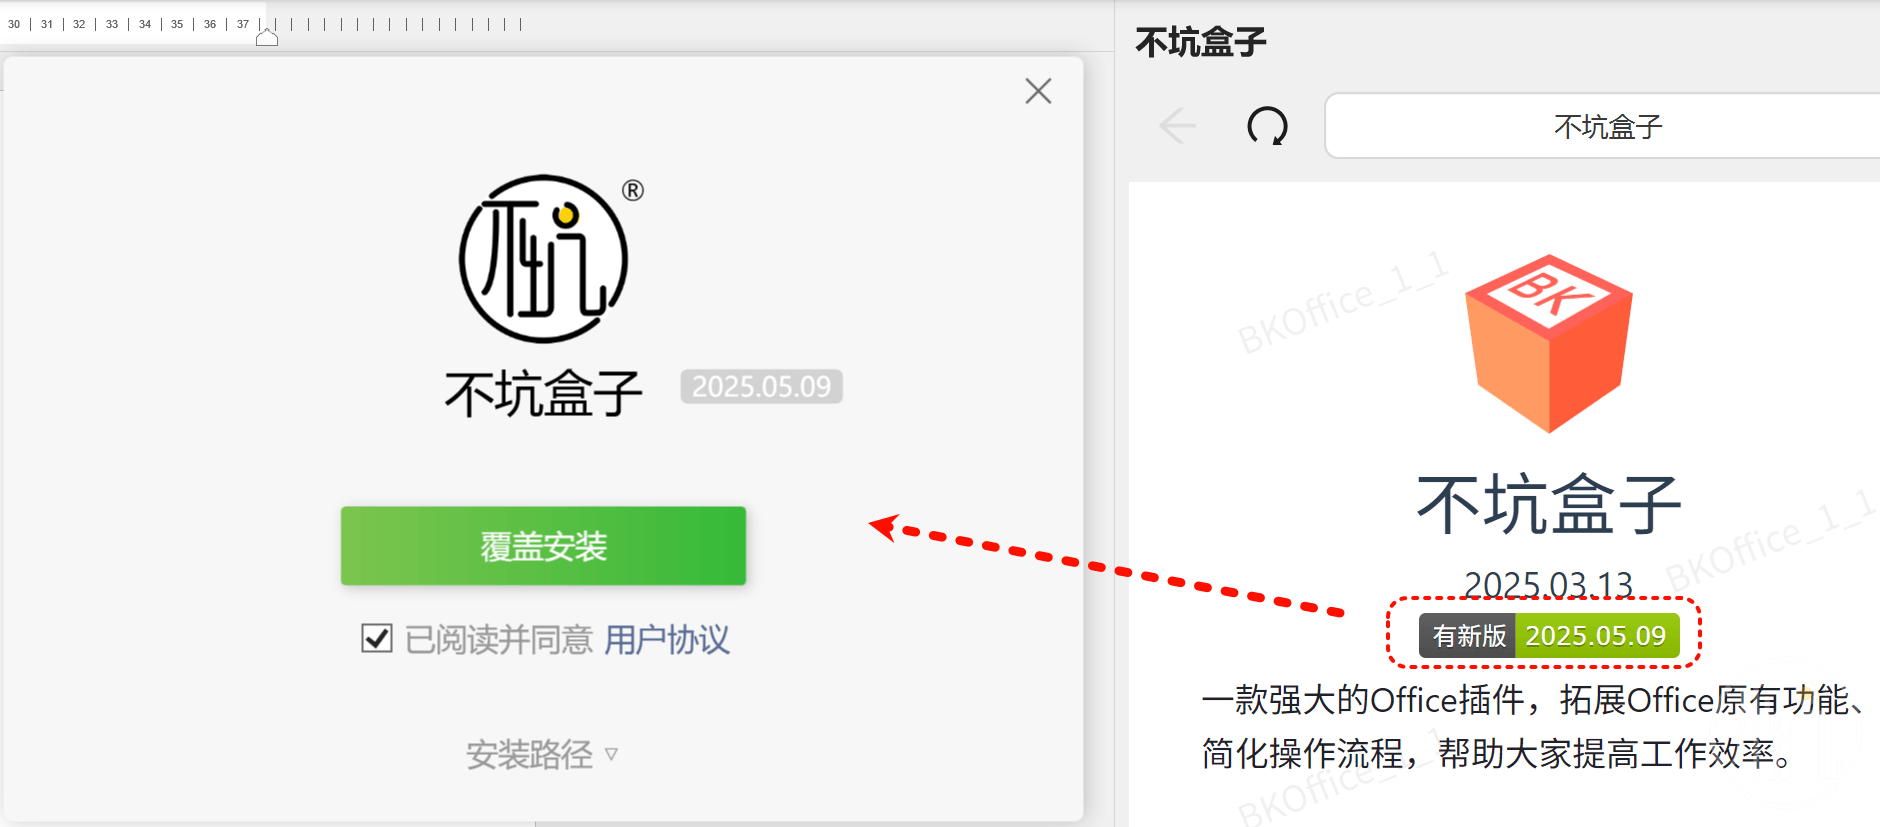 30 | 31 | 32 | 33 | 34 | 35 | 36 | 37
不坑
®
不坑盒子
2025.05.09
覆盖安装
已阅读并同意 用户协议
安装路径
不坑盒子
不坑盒子
BKOffice_1_1
BK
不坑盒子
BKOffice_1_1
2025.03.13
有新版 2025.05.09
一款强大的Office插件，拓展Office原有功能、
简化操作流程，帮助大家提高工作效率。
BKOffice_1_1